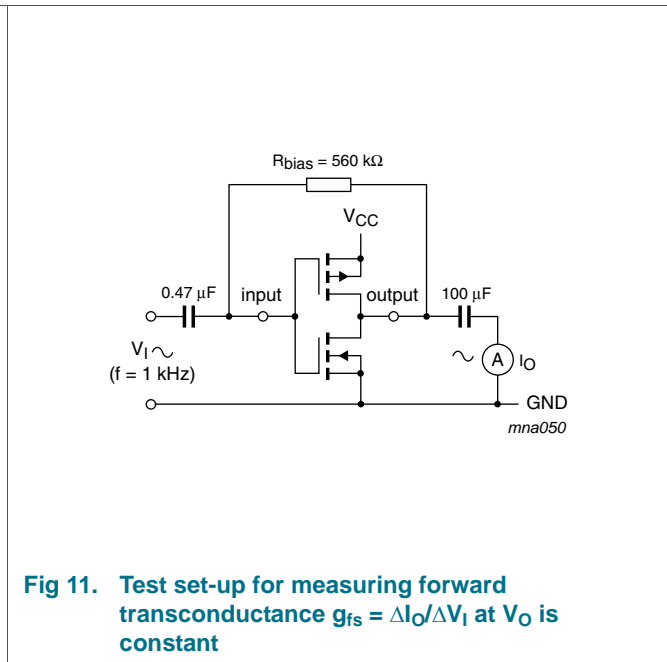 Rbias = 560 kΩ
VCC
0.47 µF
input
output
100 µF
VI
(f = 1 kHz)
A
IO
GND
mna050
Fig 11. Test set-up for measuring forward
transconductance gfs = ΔIO/ΔVI at VO is
constant